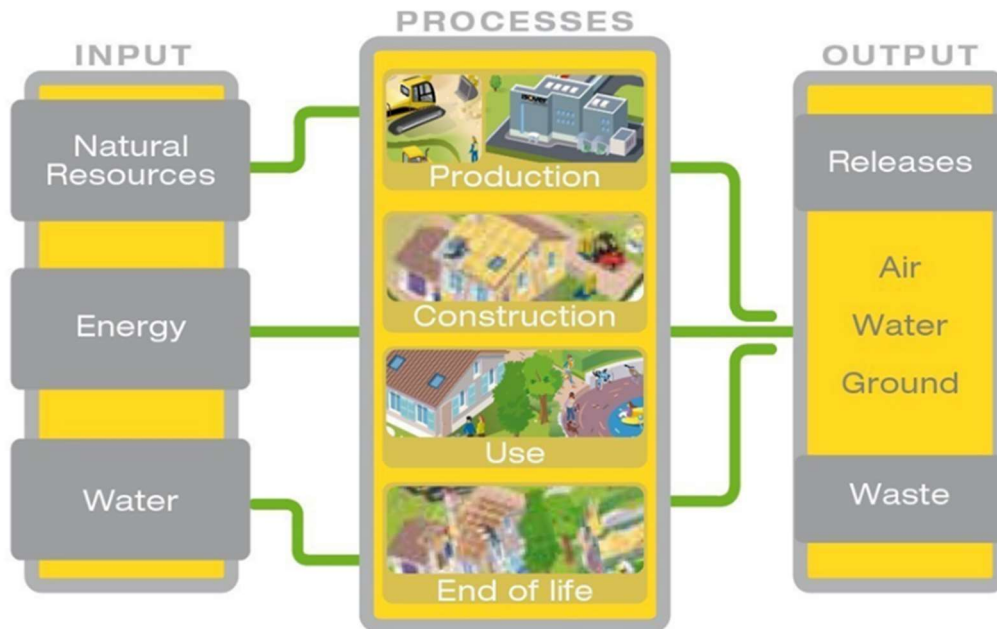 INPUT
Natural
Resources
Energy
Water
PROCESSES
Production
Construction
Use
End of life
OUTPUT
Releases
Air
Water
Ground
Waste